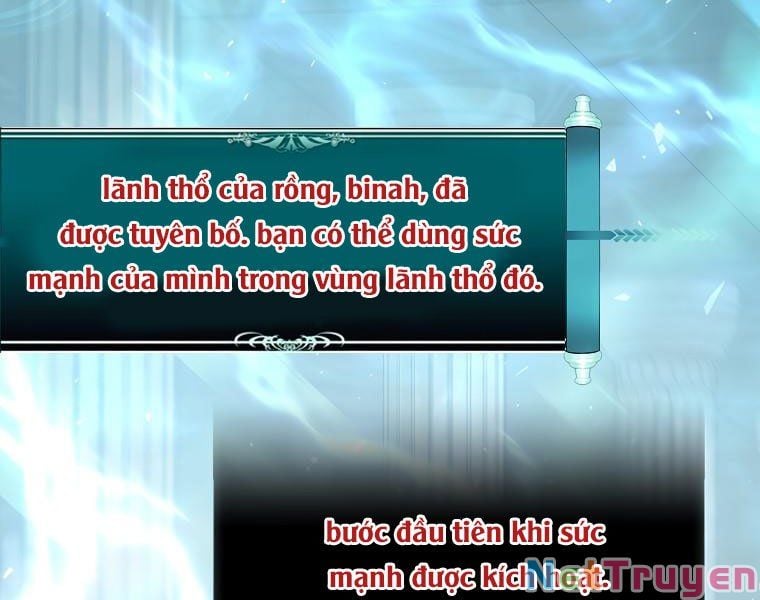 lãnh thổ của rồng, binah, đã
được tuyên bố. bạn có thể dùng sức
mạnh của mình trong vùng lãnh thổ đó.
bước đầu tiên khi sức
mạnh được kích hoạt.
NetTruyen